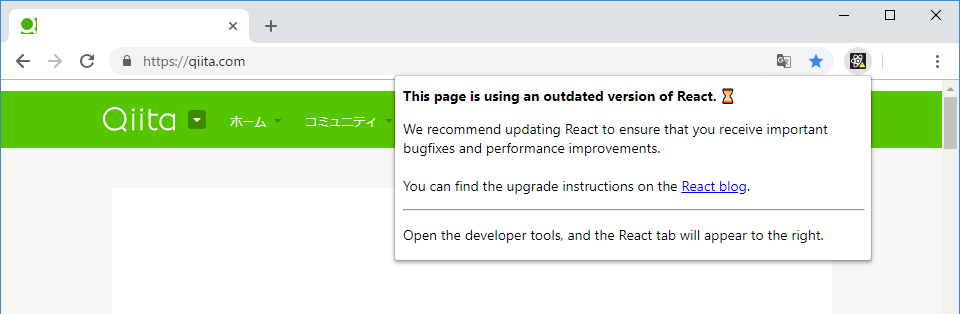 https://qiita.com
This page is using an outdated version of React. ⌛
We recommend updating React to ensure that you receive important
bugfixes and performance improvements.
You can find the upgrade instructions on the React blog.
Open the developer tools, and the React tab will appear to the right.
Qiita ホーム コミュニティ